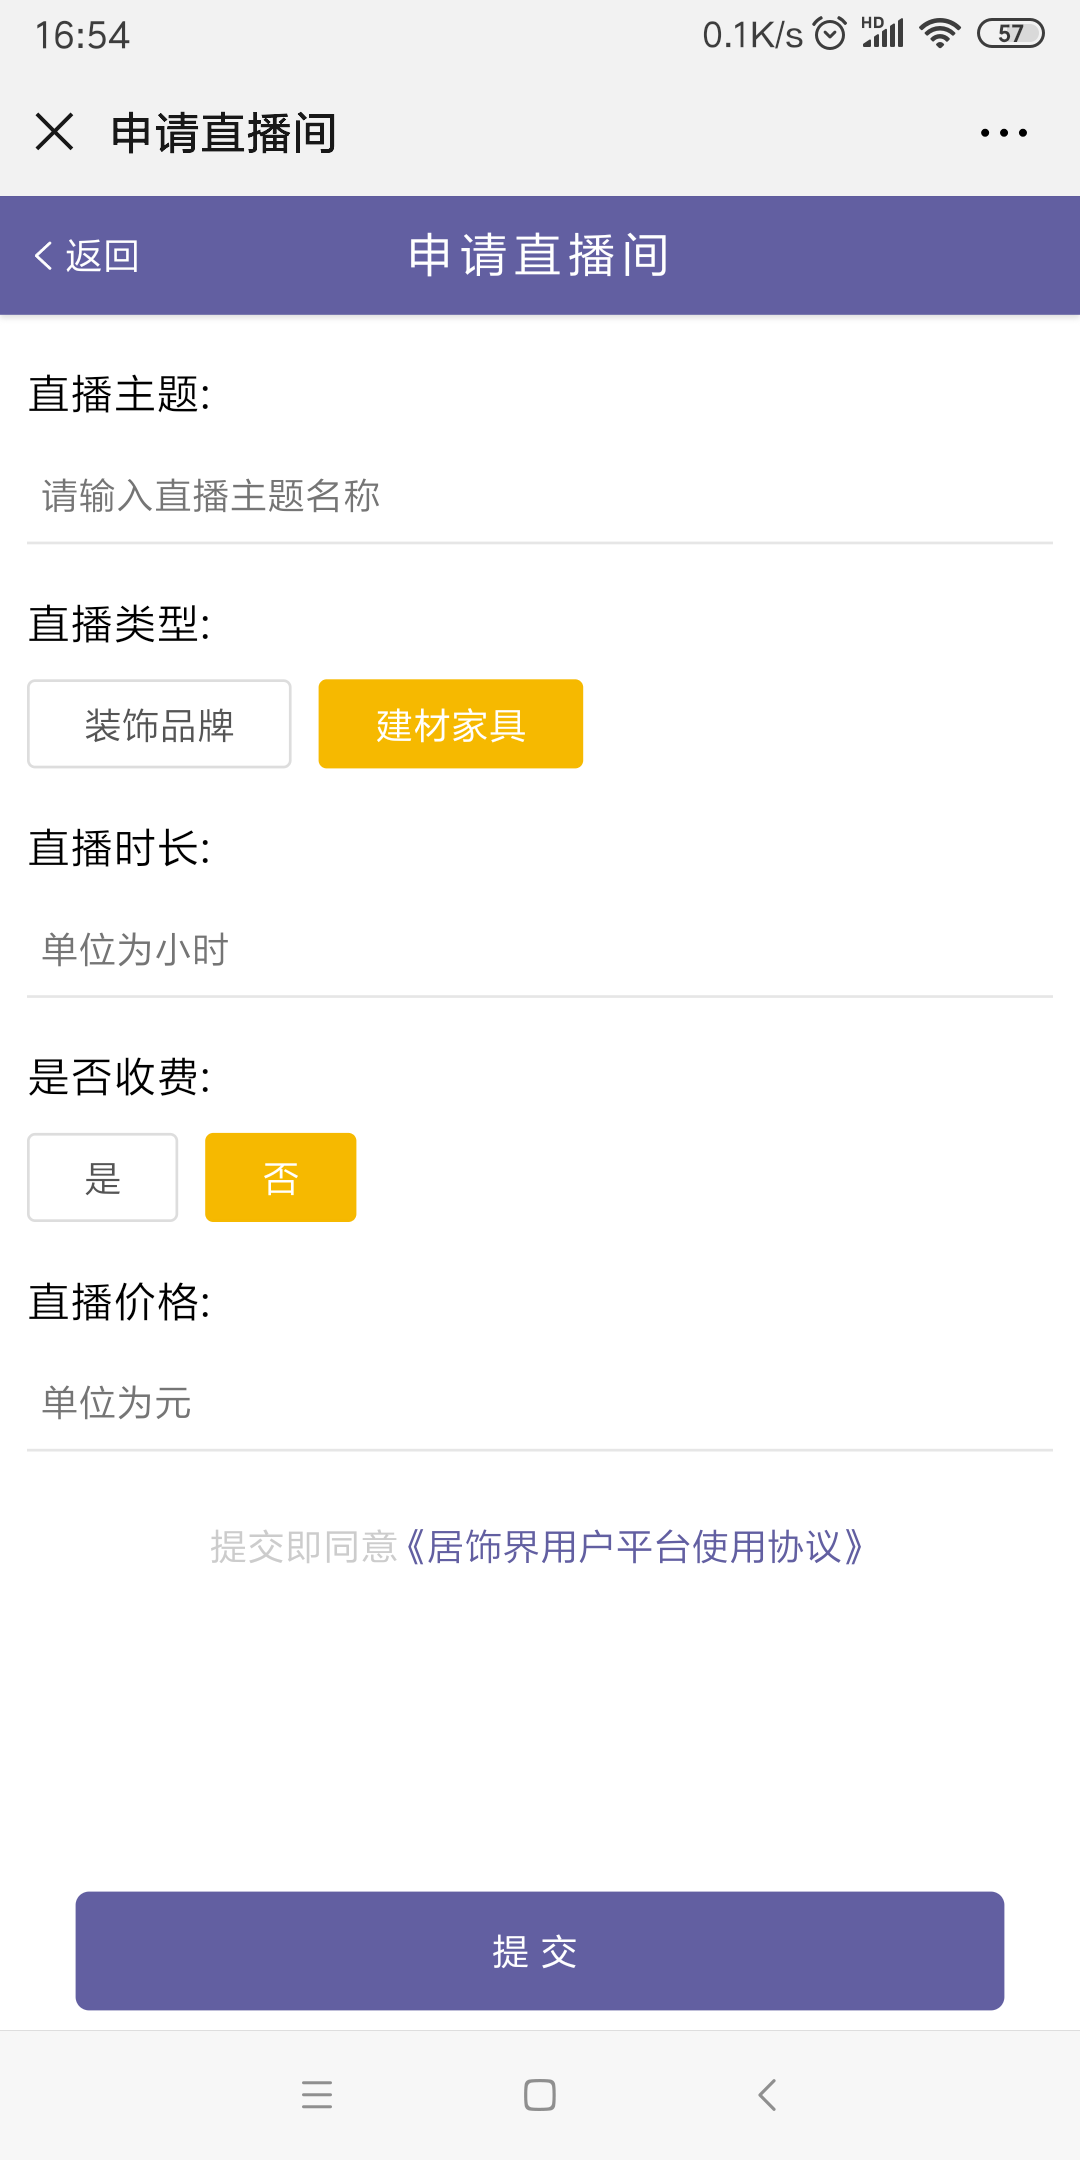 16:54
0.1K/s
HD
57
申请直播间
返回
申请直播间
直播主题:
请输入直播主题名称
直播类型:
装饰品牌
建材家具
直播时长:
单位为小时
是否收费:
是
否
直播价格:
单位为元
提交即同意《居饰界用户平台使用协议》
提 交